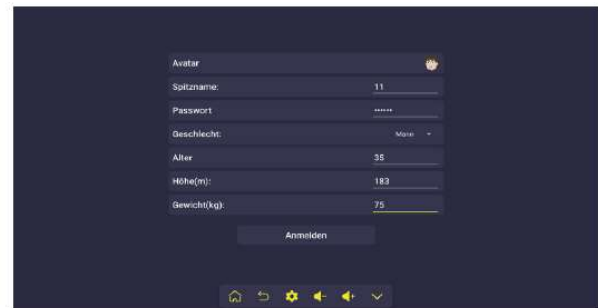 Avatar
Spitzname: 11
Passwort ······
Geschlecht: Mann
Alter 35
Höhe(m): 183
Gewicht(kg): 75
Anmelden